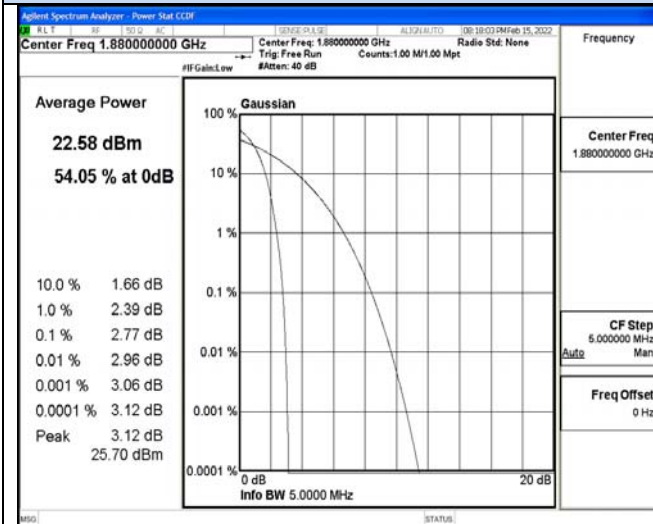 Agilent Spectrum Analyzer - Power Stat CCDF
RLT RF 50 Ω AC SENSE:PULSE ALIGN AUTO 08:18:03 PM Feb 15, 2022
Center Freq 1.880000000 GHz
Center Freq: 1.880000000 GHz Radio Std: None
Trig: Free Run Counts:1.00 M/1.00 Mpt
#IFGain:Low #Atten: 40 dB
Frequency
Average Power
22.58 dBm
54.05 % at 0dB
10.0 % 1.66 dB
1.0 % 2.39 dB
0.1 % 2.77 dB
0.01 % 2.96 dB
0.001 % 3.06 dB
0.0001 % 3.12 dB
Peak 3.12 dB
25.70 dBm
Gaussian
100 %
10 %
1 %
0.1 %
0.01 %
0.001 %
0.0001 %
0 dB 20 dB
Info BW 5.0000 MHz
Center Freq
1.880000000 GHz
CF Step
5.000000 MHz
Auto Man
Freq Offset
0 Hz
MSG STATUS